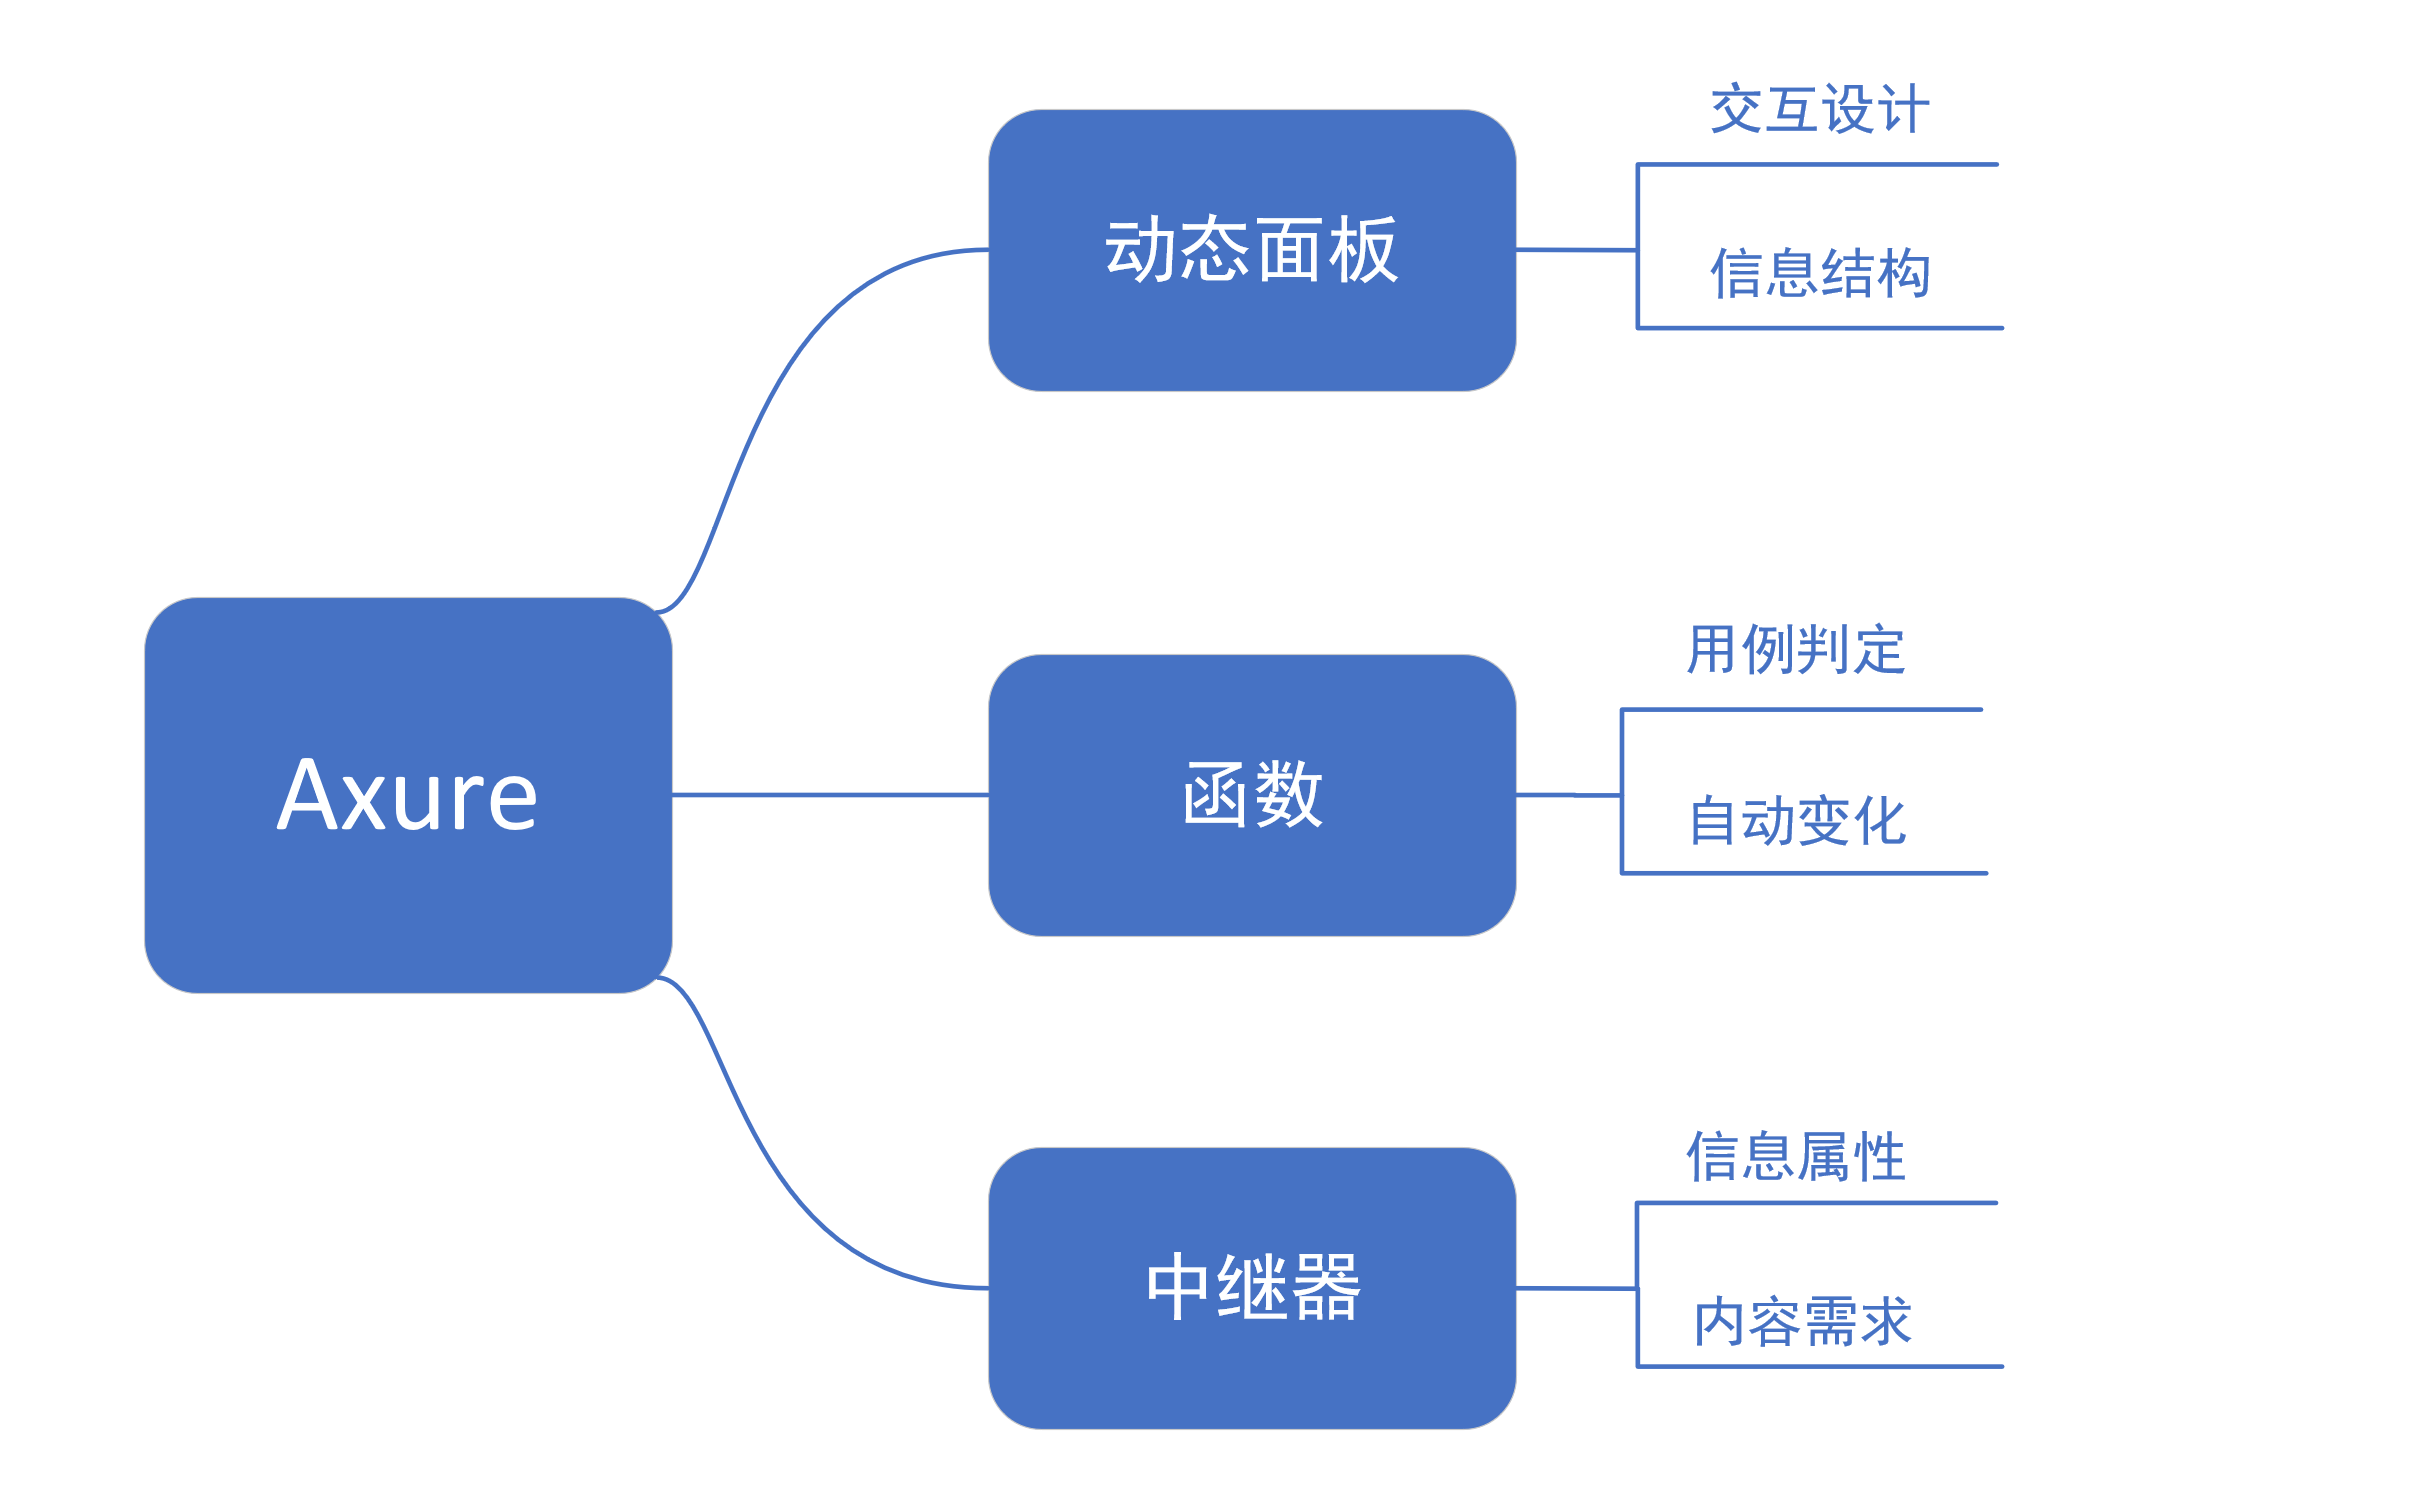 Axure
动态面板
交互设计
信息结构
函数
用例判定
自动变化
中继器
信息属性
内容需求